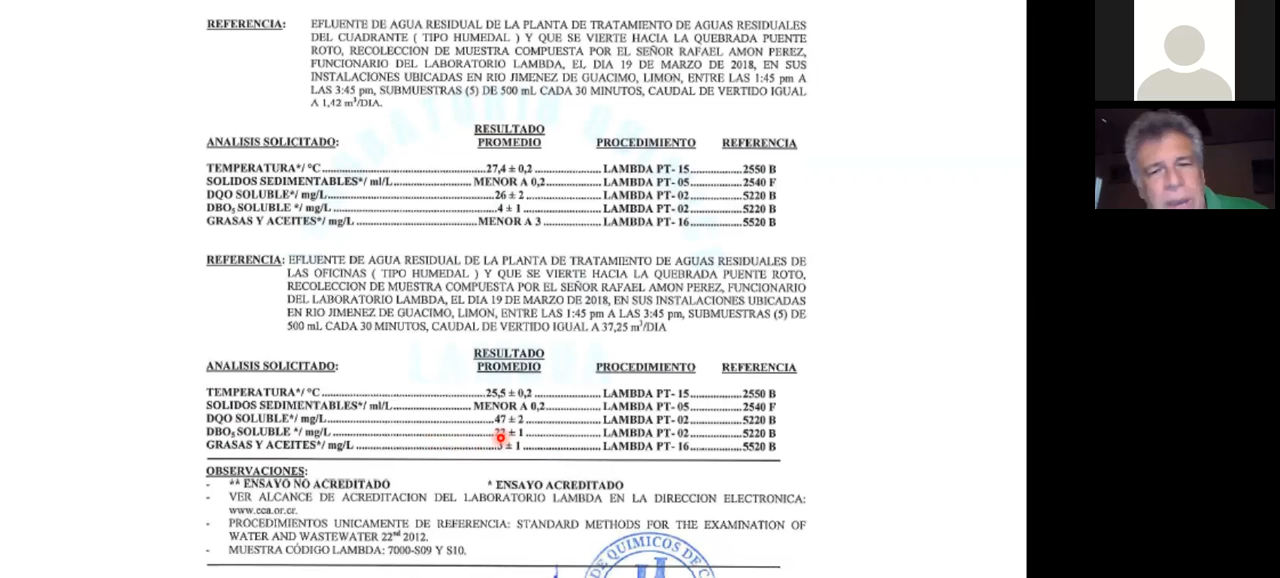 REFERENCIA: EFLUENTE DE AGUA RESIDUAL DE LA PLANTA DE TRATAMIENTO DE AGUAS RESIDUALES
DEL CUADRANTE ( TIPO HUMEDAL ) Y QUE SE VIERTE HACIA LA QUEBRADA PUENTE
ROTO, RECOLECCION DE MUESTRA COMPUESTA POR EL SEÑOR RAFAEL AMON PEREZ,
FUNCIONARIO DEL LABORATORIO LAMBDA, EL DIA 19 DE MARZO DE 2018, EN SUS
INSTALACIONES UBICADAS EN RIO JIMENEZ DE GUACIMO, LIMON, ENTRE LAS 1:45 pm A
LAS 3:45 pm, SUBMUESTRAS (5) DE 500 mL CADA 30 MINUTOS, CAUDAL DE VERTIDO IGUAL
A 1,42 m³/DIA.
RESULTADO
ANALISIS SOLICITADO: PROMEDIO PROCEDIMIENTO REFERENCIA
TEMPERATURA*/ °C 27,4 ± 0,2 LAMBDA PT- 15 2550 B
SOLIDOS SEDIMENTABLES*/ ml/L MENOR A 0,2 LAMBDA PT- 05 2540 F
DQO SOLUBLE*/ mg/L 26 ± 2 LAMBDA PT- 02 5220 B
DBO₅ SOLUBLE */ mg/L 4 ± 1 LAMBDA PT- 02 5220 B
GRASAS Y ACEITES*/ mg/L MENOR A 3 LAMBDA PT- 16 5520 B
REFERENCIA: EFLUENTE DE AGUA RESIDUAL DE LA PLANTA DE TRATAMIENTO DE AGUAS RESIDUALES DE
LAS OFICINAS ( TIPO HUMEDAL ) Y QUE SE VIERTE HACIA LA QUEBRADA PUENTE ROTO,
RECOLECCION DE MUESTRA COMPUESTA POR EL SEÑOR RAFAEL AMON PEREZ, FUNCIONARIO
DEL LABORATORIO LAMBDA, EL DIA 19 DE MARZO DE 2018, EN SUS INSTALACIONES UBICADAS
EN RIO JIMENEZ DE GUACIMO, LIMON, ENTRE LAS 1:45 pm A LAS 3:45 pm, SUBMUESTRAS (5) DE
500 mL CADA 30 MINUTOS, CAUDAL DE VERTIDO IGUAL A 37,25 m³/DIA
RESULTADO
ANALISIS SOLICITADO: PROMEDIO PROCEDIMIENTO REFERENCIA
TEMPERATURA*/ °C 25,5 ± 0,2 LAMBDA PT- 15 2550 B
SOLIDOS SEDIMENTABLES*/ ml/L MENOR A 0,2 LAMBDA PT- 05 2540 F
DQO SOLUBLE*/ mg/L 47 ± 2 LAMBDA PT- 02 5220 B
DBO₅ SOLUBLE */ mg/L ± 1 LAMBDA PT- 02 5220 B
GRASAS Y ACEITES*/ mg/L ± 1 LAMBDA PT- 16 5520 B
OBSERVACIONES:
- ** ENSAYO NO ACREDITADO * ENSAYO ACREDITADO
- VER ALCANCE DE ACREDITACION DEL LABORATORIO LAMBDA EN LA DIRECCION ELECTRONICA:
www.cca.or.cr.
- PROCEDIMIENTOS UNICAMENTE DE REFERENCIA: STANDARD METHODS FOR THE EXAMINATION OF
WATER AND WASTEWATER 22nd 2012.
- MUESTRA CÓDIGO LAMBDA: 7000-S09 Y S10.
DE QUIMICOS DE